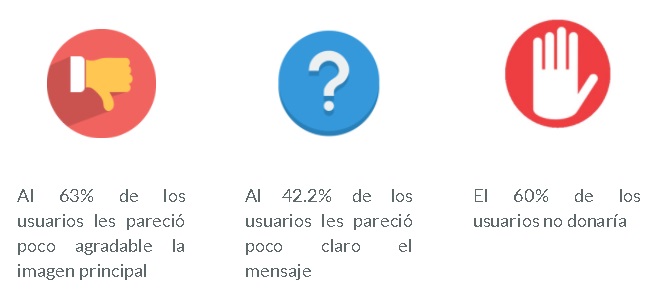 Al 63% de los
usuarios les pareció
poco agradable la
imagen principal
Al 42.2% de los
usuarios les pareció
poco claro el
mensaje
El 60% de los
usuarios no donaría